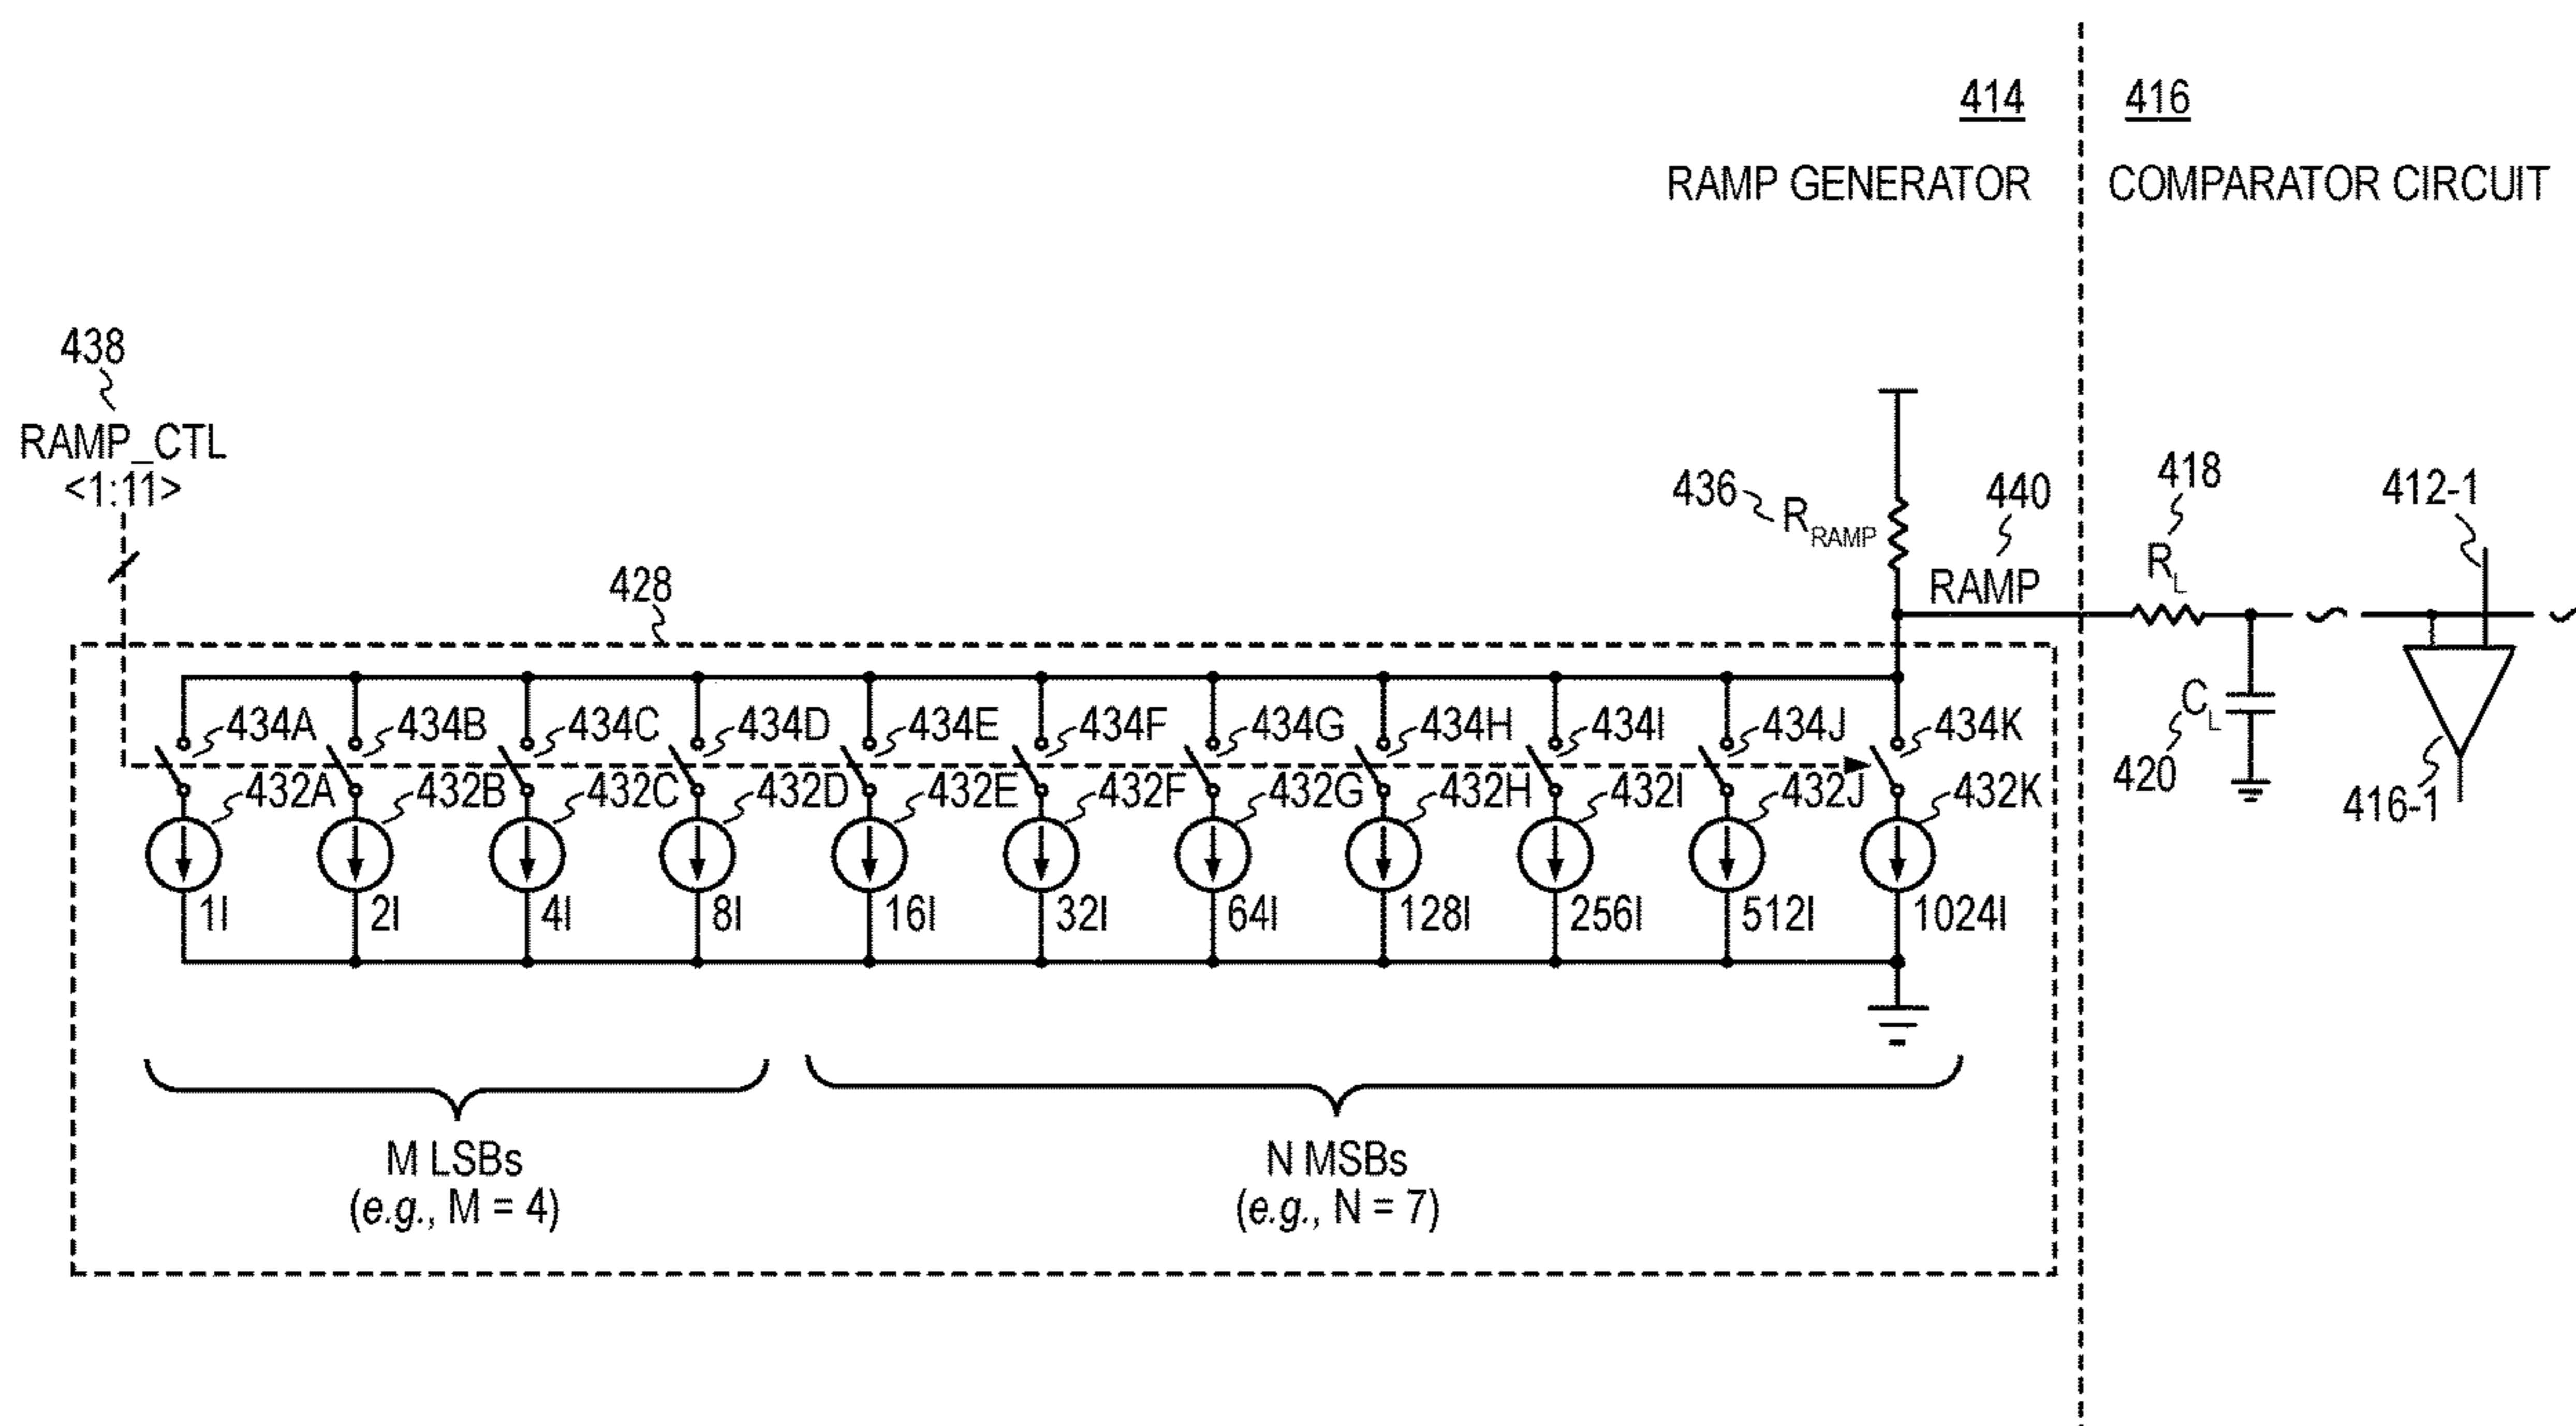 414
416
RAMP GENERATOR
COMPARATOR CIRCUIT
438
RAMP_CTL
<1:11>
428
436
R_RAMP
440
RAMP
418
R_L
412-1
C_L
420
416-1
434A 434B 434C 434D 434E 434F 434G 434H 434I 434J 434K
432A 432B 432C 432D 432E 432F 432G 432H 432I 432J 432K
1I 2I 4I 8I 16I 32I 64I 128I 256I 512I 1024I
M LSBs
(e.g., M = 4)
N MSBs
(e.g., N = 7)